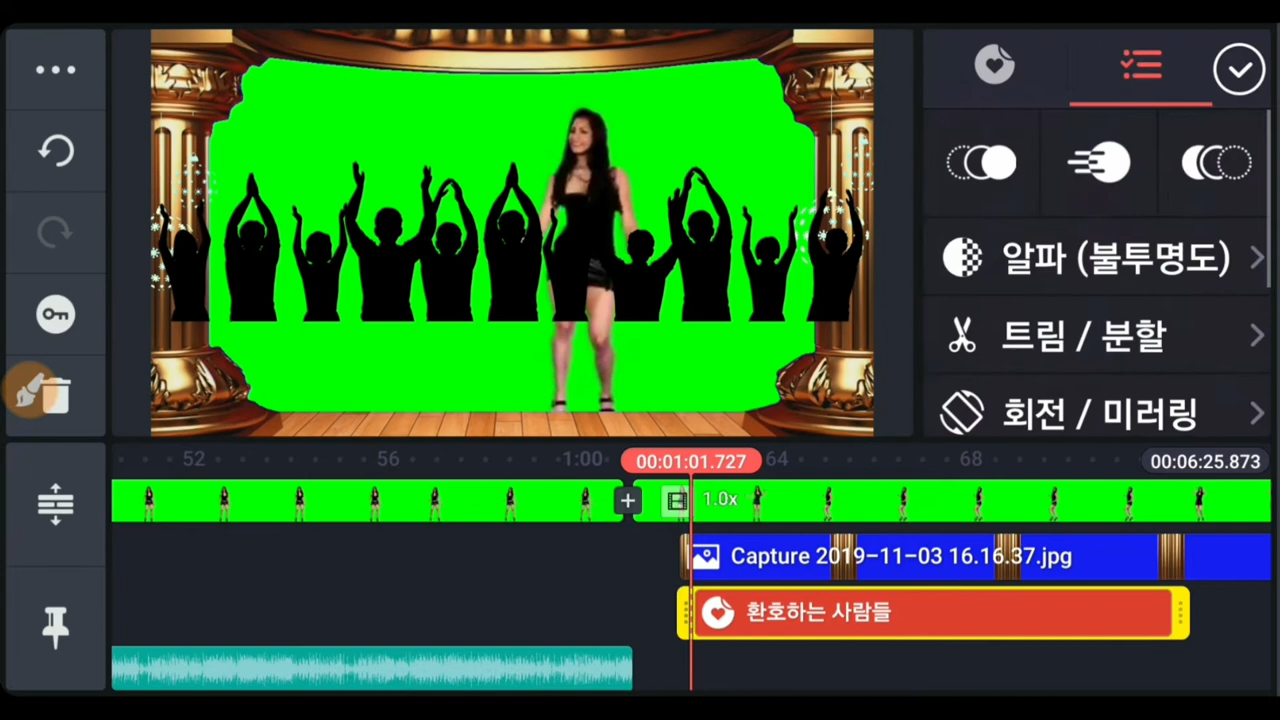 알파 (불투명도)
트림 / 분할
회전 / 미러링
52
56
1:00
00:01:01.727
64
68
00:06:25.873
1.0x
Capture 2019-11-03 16.16.37.jpg
환호하는 사람들